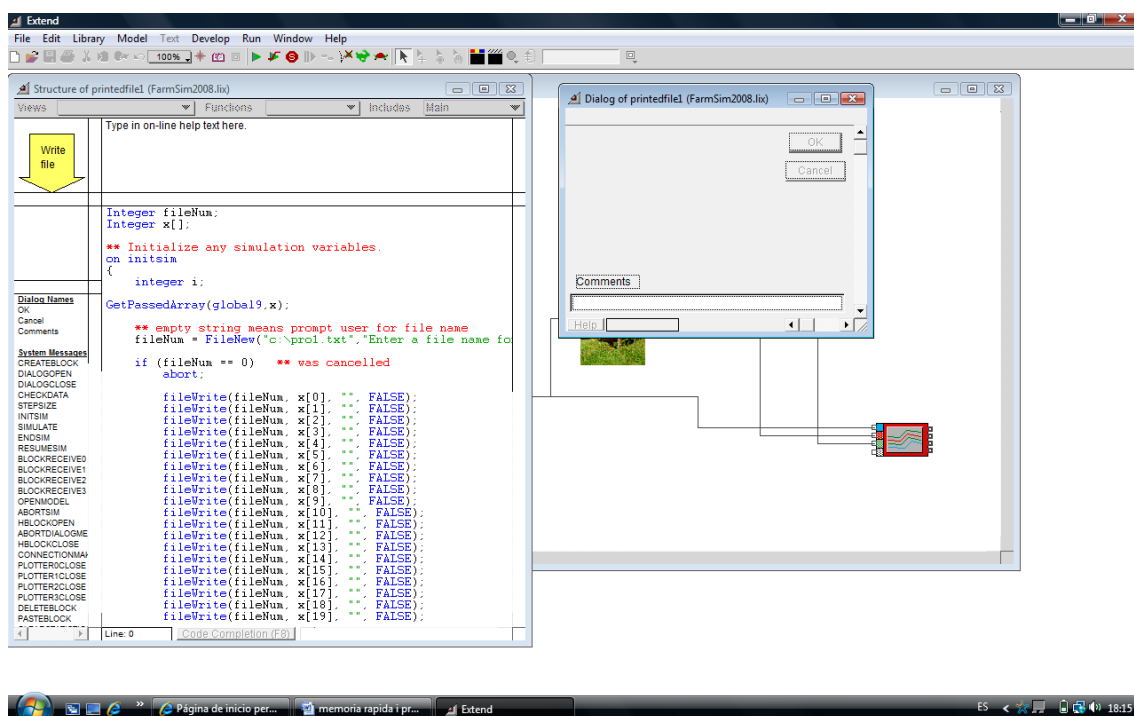 Extend
File Edit Library Model Text Develop Run Window Help
100%
Structure of printedfile1 (FarmSim2008.lix)
Views Functions Includes Main
Type in on-line help text here.
Write
file
Integer fileNum;
Integer x[];
** Initialize any simulation variables.
on initsim
{
integer i;
GetPassedArray(global9,x);
** empty string means prompt user for file name
fileNum = FileNew("c:\pro1.txt","Enter a file name fo
if (fileNum == 0) ** was cancelled
abort;
fileWrite(fileNum, x[0], "", FALSE);
fileWrite(fileNum, x[1], "", FALSE);
fileWrite(fileNum, x[2], "", FALSE);
fileWrite(fileNum, x[3], "", FALSE);
fileWrite(fileNum, x[4], "", FALSE);
fileWrite(fileNum, x[5], "", FALSE);
fileWrite(fileNum, x[6], "", FALSE);
fileWrite(fileNum, x[7], "", FALSE);
fileWrite(fileNum, x[8], "", FALSE);
fileWrite(fileNum, x[9], "", FALSE);
fileWrite(fileNum, x[10], "", FALSE);
fileWrite(fileNum, x[11], "", FALSE);
fileWrite(fileNum, x[12], "", FALSE);
fileWrite(fileNum, x[13], "", FALSE);
fileWrite(fileNum, x[14], "", FALSE);
fileWrite(fileNum, x[15], "", FALSE);
fileWrite(fileNum, x[16], "", FALSE);
fileWrite(fileNum, x[17], "", FALSE);
fileWrite(fileNum, x[18], "", FALSE);
fileWrite(fileNum, x[19], "", FALSE);
Dialog Names
OK
Cancel
Comments
System Messages
CREATEBLOCK
DIALOGOPEN
DIALOGCLOSE
CHECKDATA
STEPSIZE
INITSIM
SIMULATE
ENDSIM
RESUMESIM
BLOCKRECEIVE0
BLOCKRECEIVE1
BLOCKRECEIVE2
BLOCKRECEIVE3
OPENMODEL
ABORTSIM
HBLOCKOPEN
ABORTDIALOGME
HBLOCKCLOSE
CONNECTIONMAK
PLOTTER0CLOSE
PLOTTER1CLOSE
PLOTTER2CLOSE
PLOTTER3CLOSE
DELETEBLOCK
PASTEBLOCK
Line: 0 Code Completion (F8)
Dialog of printedfile1 (FarmSim2008.lix)
OK
Cancel
Comments
Help
Página de inicio per... memoria rapida i pr... Extend ES 18:15